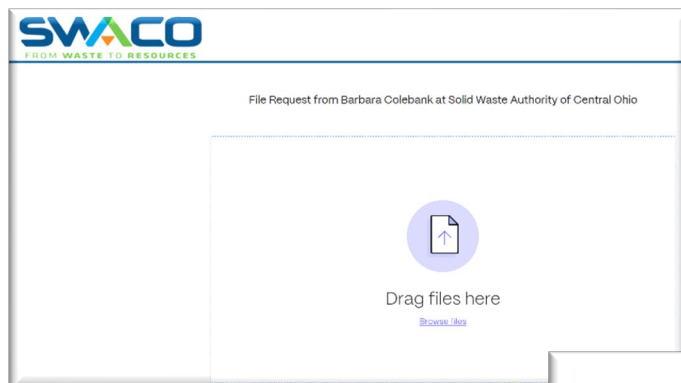 SWACO
FROM WASTE TO RESOURCES
File Request from Barbara Colebank at Solid Waste Authority of Central Ohio
Drag files here
Browse files